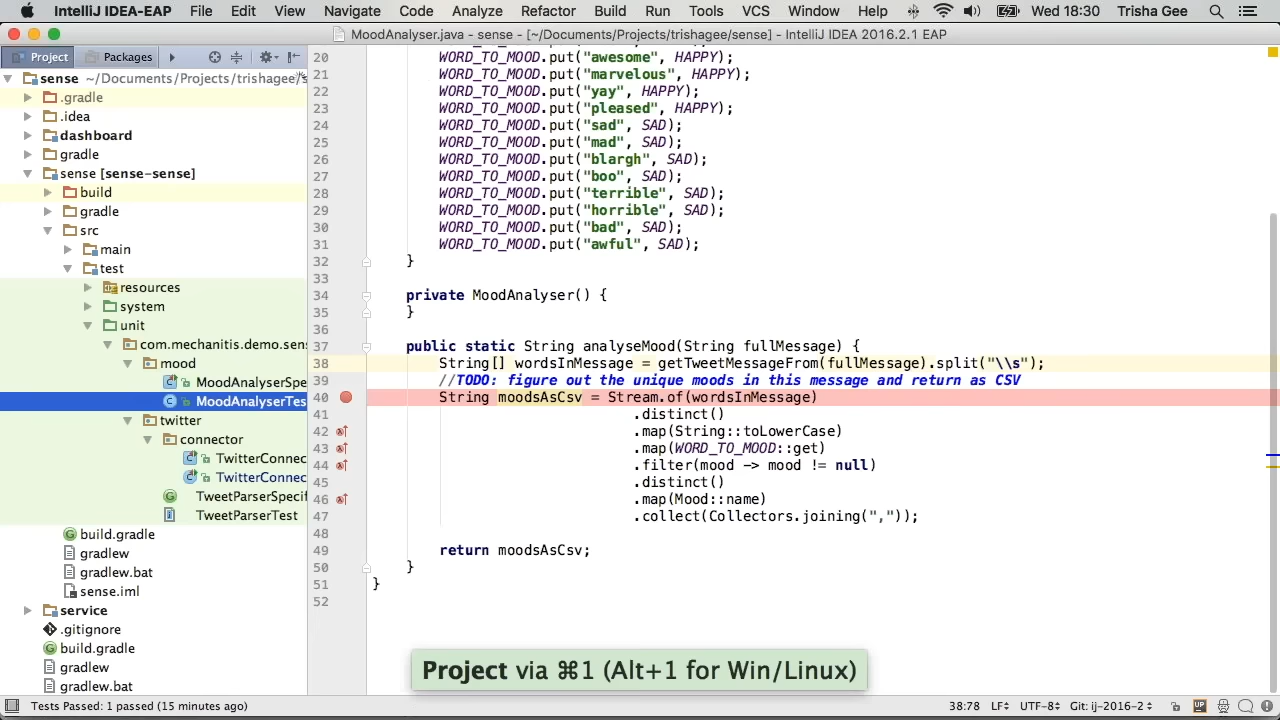 IntelliJ IDEA-EAP File Edit View Navigate Code Analyze Refactor Build Run Tools VCS Window Help Wed 18:30 Trisha Gee
MoodAnalyser.java - sense - [~/Documents/Projects/trishagee/sense] - IntelliJ IDEA 2016.2.1 EAP
Project Packages
sense ~/Documents/Projects/trishagee/s
.gradle
.idea
dashboard
gradle
sense [sense-sense]
build
gradle
src
main
test
resources
system
unit
com.mechanitis.demo.sen
mood
MoodAnalyserSpe
MoodAnalyserTes
twitter
connector
TwitterConnec
TwitterConnec
TweetParserSpecif
TweetParserTest
build.gradle
gradlew
gradlew.bat
sense.iml
service
.gitignore
build.gradle
gradlew
gradlew.bat
20 WORD_TO_MOOD.put("awesome", HAPPY);
21 WORD_TO_MOOD.put("marvelous", HAPPY);
22 WORD_TO_MOOD.put("yay", HAPPY);
23 WORD_TO_MOOD.put("pleased", HAPPY);
24 WORD_TO_MOOD.put("sad", SAD);
25 WORD_TO_MOOD.put("mad", SAD);
26 WORD_TO_MOOD.put("blargh", SAD);
27 WORD_TO_MOOD.put("boo", SAD);
28 WORD_TO_MOOD.put("terrible", SAD);
29 WORD_TO_MOOD.put("horrible", SAD);
30 WORD_TO_MOOD.put("bad", SAD);
31 WORD_TO_MOOD.put("awful", SAD);
32 }
33
34 private MoodAnalyser() {
35 }
36
37 public static String analyseMood(String fullMessage) {
38 String[] wordsInMessage = getTweetMessageFrom(fullMessage).split("\\s");
39 //TODO: figure out the unique moods in this message and return as CSV
40 String moodsAsCsv = Stream.of(wordsInMessage)
41 .distinct()
42 .map(String::toLowerCase)
43 .map(WORD_TO_MOOD::get)
44 .filter(mood -> mood != null)
45 .distinct()
46 .map(Mood::name)
47 .collect(Collectors.joining(","));
48
49 return moodsAsCsv;
50 }
51 }
52
Project via ⌘1 (Alt+1 for Win/Linux)
Tests Passed: 1 passed (15 minutes ago) 38:78 LF÷ UTF-8÷ Git: ij-2016-2÷